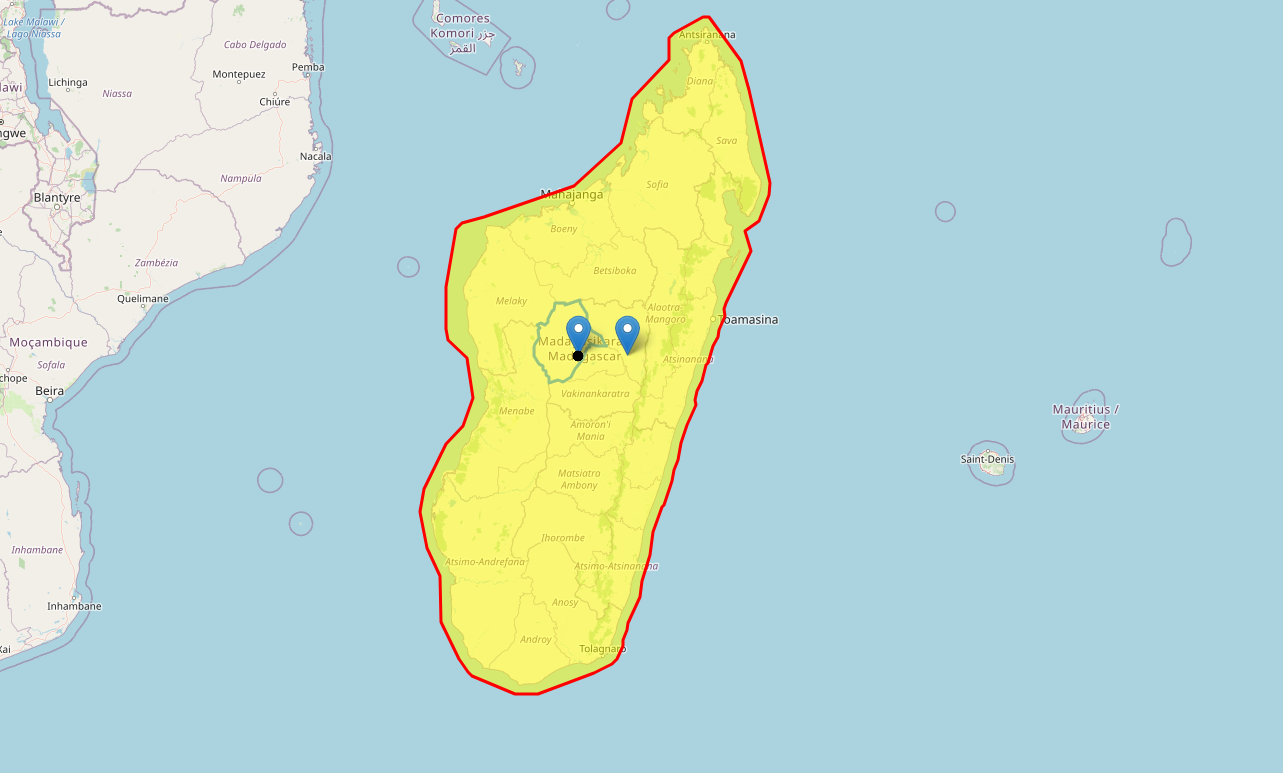 Comores
Komori جزر
القمر
Antsiranana
Lake Malawi /
Lago Niassa
Cabo Delgado
Pemba
Montepuez
Lichinga
Diana
awi
Niassa
Chiúre
ngwe
Sava
Nacala
Nampula
Sofia
Blantyre
Mahajanga
Boeny
Zambézia
Betsiboka
Quelimane
Melaky
Alaotra-
Mangoro
Toamasina
Moçambique
Madagasikara
Madagascar
Sofala
Atsinanana
chope
Beira
Vakinankaratra
Menabe
Mauritius /
Maurice
Amoron'i
Mania
Saint-Denis
Matsiatra
Ambony
Ihorombe
Inhambane
Atsimo-Andrefana
Atsimo-Atsinanana
Anosy
Inhambane
Androy
Tolagnaro
Kai